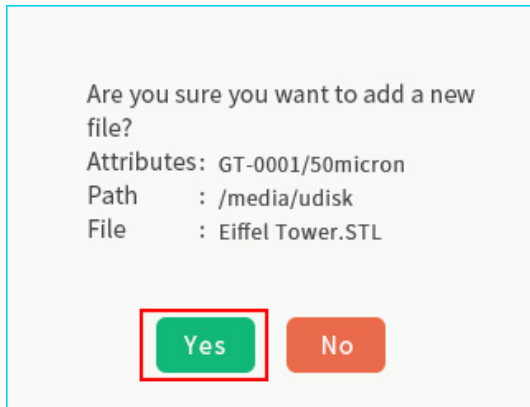 Are you sure you want to add a new
file?
Attributes: GT-0001/50micron
Path : /media/udisk
File : Eiffel Tower.STL
Yes No